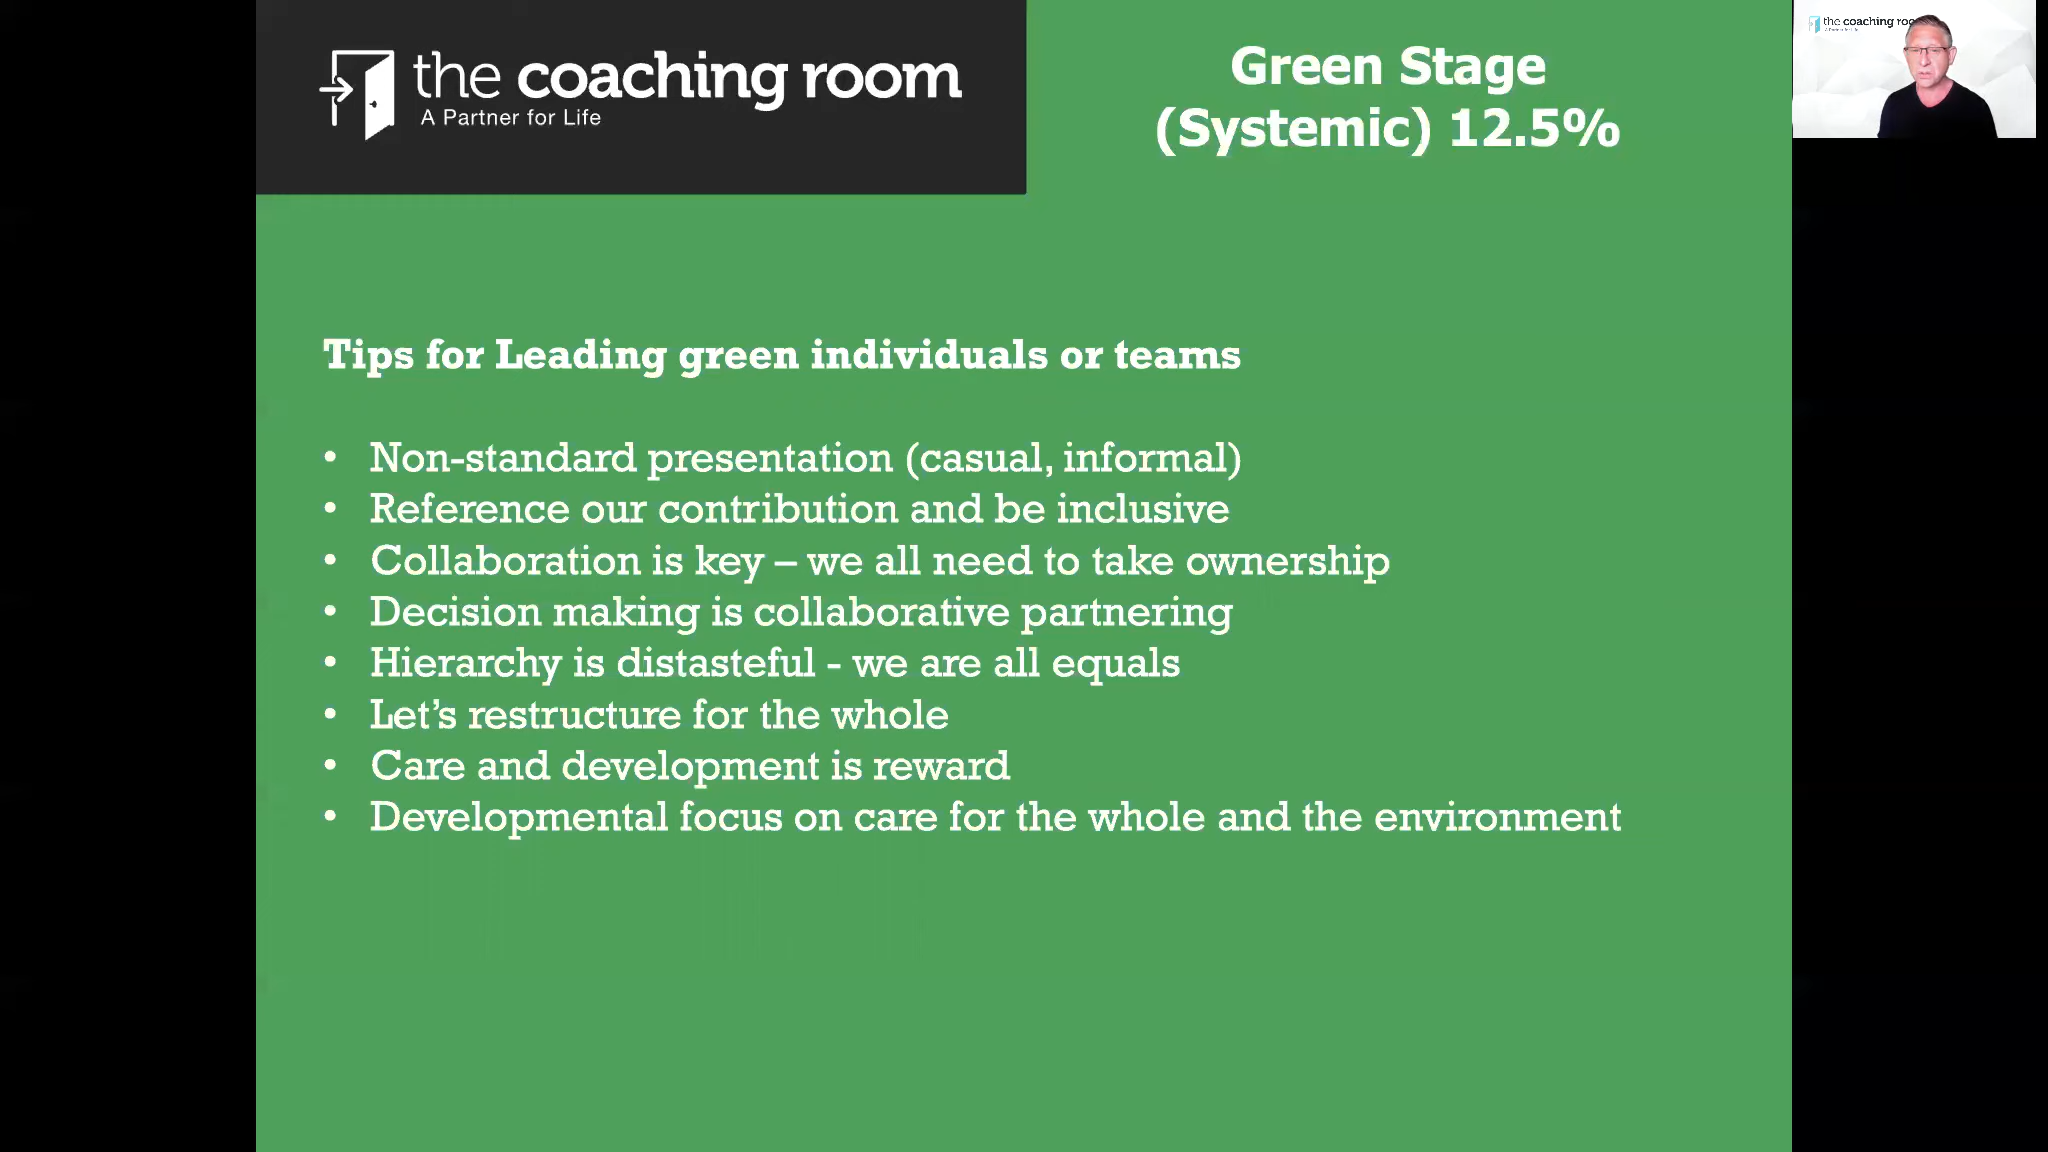 the coaching room
A Partner for Life
Green Stage
(Systemic) 12.5%
the coaching roo
Tips for Leading green individuals or teams
• Non-standard presentation (casual, informal)
• Reference our contribution and be inclusive
• Collaboration is key – we all need to take ownership
• Decision making is collaborative partnering
• Hierarchy is distasteful - we are all equals
• Let’s restructure for the whole
• Care and development is reward
• Developmental focus on care for the whole and the environment